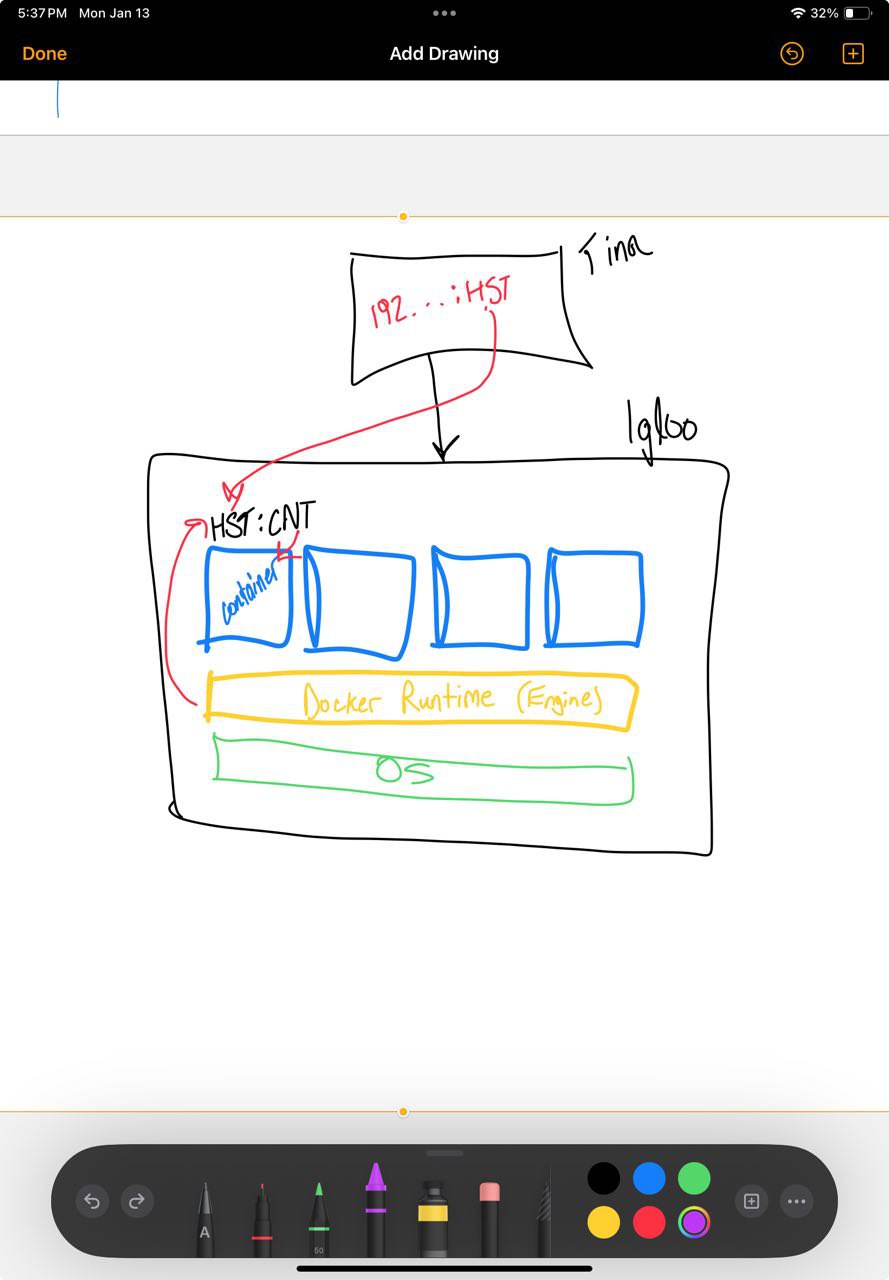 5:37 PM Mon Jan 13
32%
Done
Add Drawing
Tina
192. . . . :HST
Igloo
HST:CNT
container
Docker Runtime (Engine)
OS
A
50